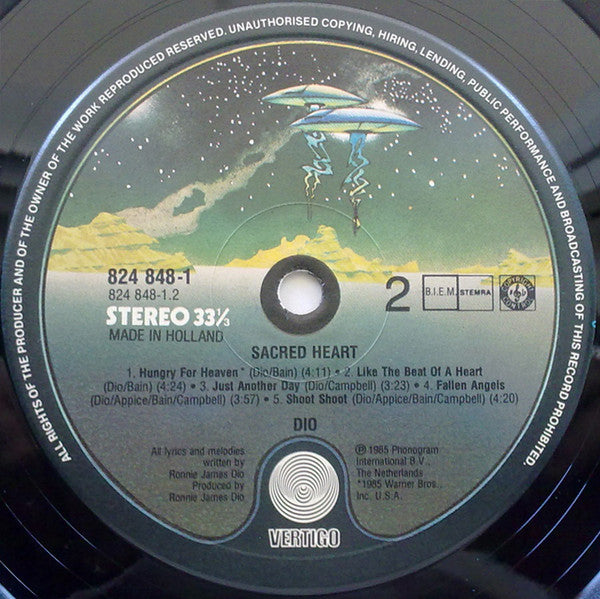 ALL RIGHTS OF THE PRODUCER AND OF THE OWNER OF THE WORK REPRODUCED RESERVED. UNAUTHORISED COPYING, HIRING, LENDING, PUBLIC PERFORMANCE AND BROADCASTING OF THIS RECORD PROHIBITED.
824 848-1
824 848-1.2
STEREO 33⅓
MADE IN HOLLAND
2
B.I.E.M. STEMRA
SACRED HEART
1. Hungry For Heaven* (Dio/Bain) (4:11) • 2. Like The Beat Of A Heart
(Dio/Bain) (4:24) • 3. Just Another Day (Dio/Campbell) (3:23) • 4. Fallen Angels
(Dio/Appice/Bain/Campbell) (3:57) • 5. Shoot Shoot (Dio/Appice/Bain/Campbell) (4:20)
DIO
All lyrics and melodies
written by
Ronnie James Dio
Produced by
Ronnie James Dio
℗ 1985 Phonogram
International B.V.,
The Netherlands
*1985 Warner Bros.,
Inc. U.S.A.
VERTIGO